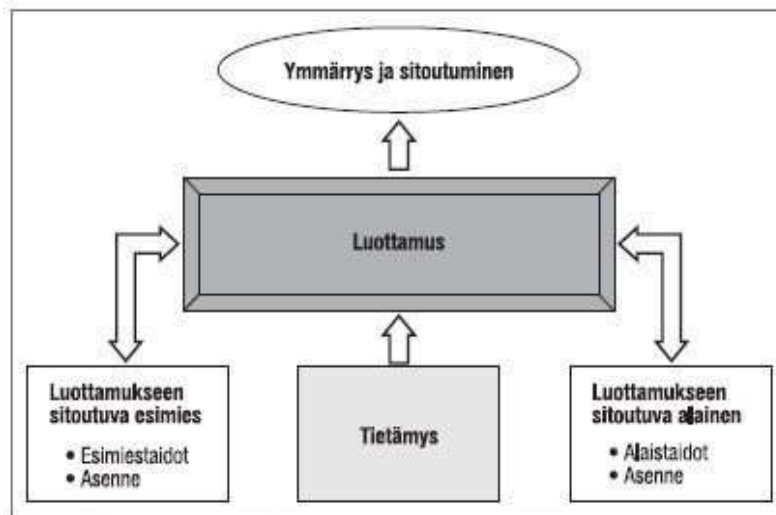 Ymmärrys ja sitoutuminen
Luottamus
Luottamukseen
sitoutuva esimies
• Esimiestaidot
• Asenne
Tietämys
Luottamukseen
sitoutuva alainen
• Alaistaidot
• Asenne